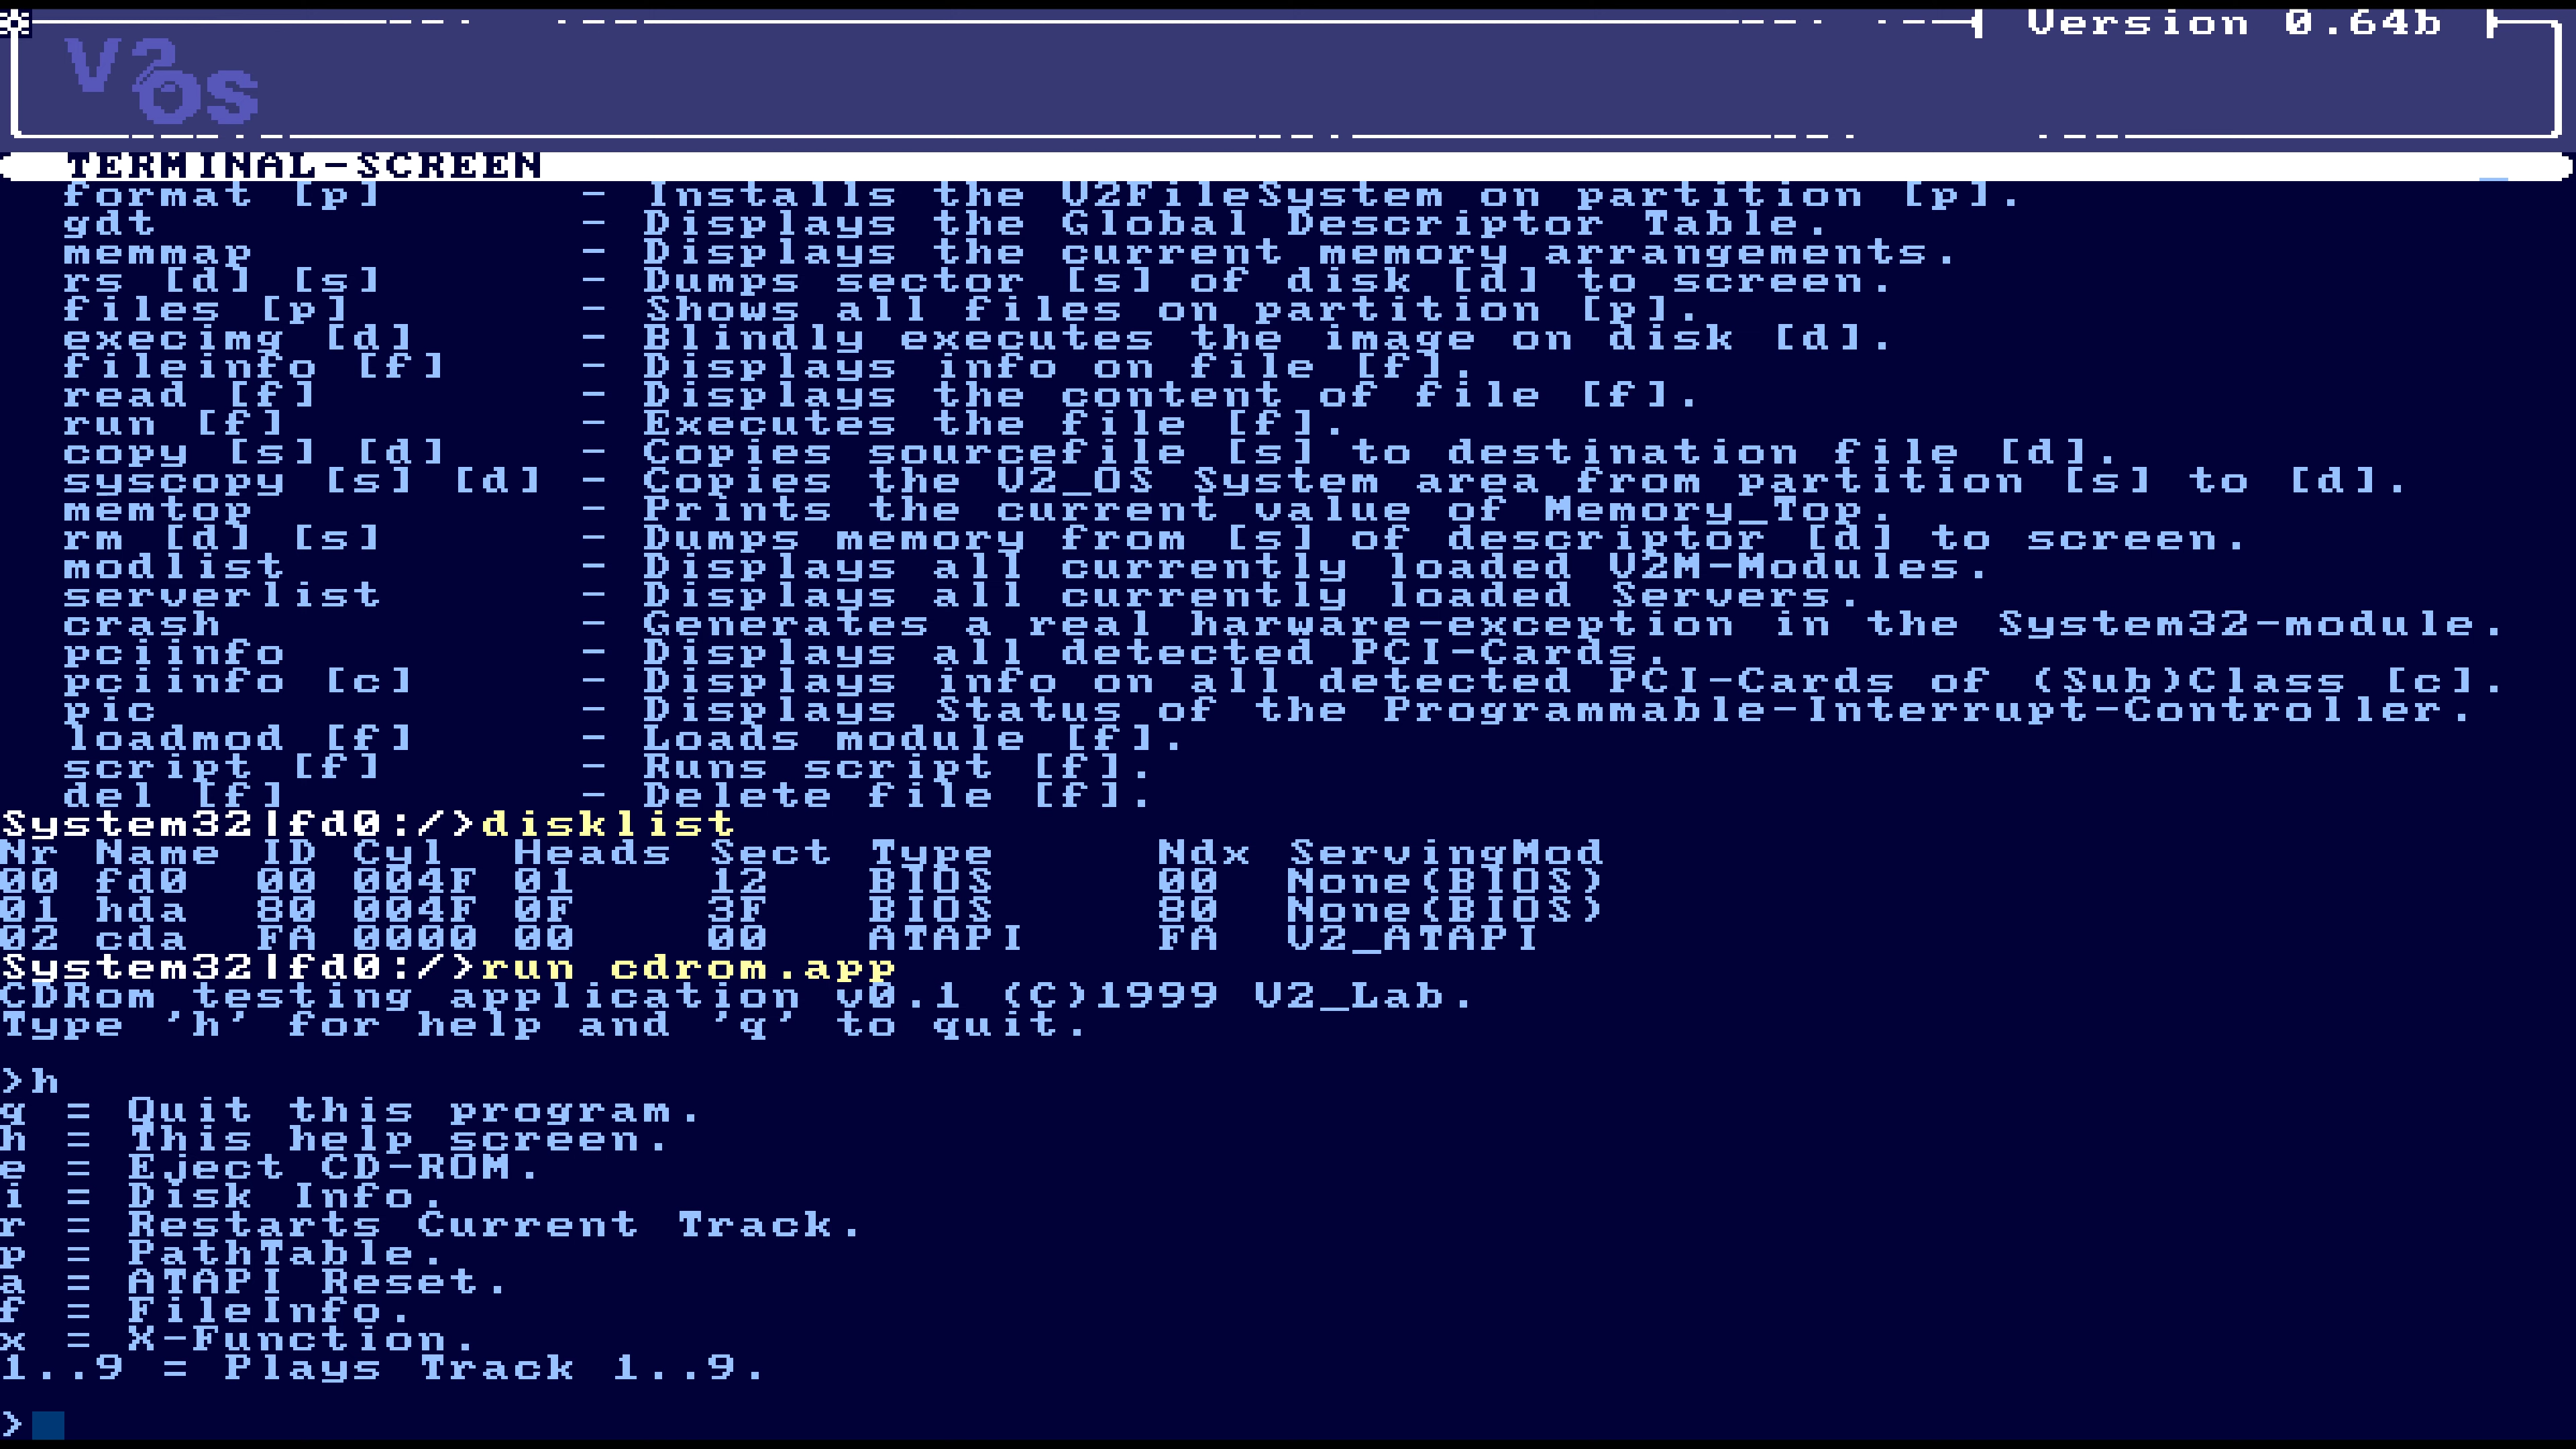 Version 0.64b
V2os
TERMINAL-SCREEN
format [p] - Installs the V2FileSystem on partition [p].
gdt - Displays the Global Descriptor Table.
memmap - Displays the current memory arrangements.
rs [d] [s] - Dumps sector [s] of disk [d] to screen.
files [p] - Shows all files on partition [p].
execimg [d] - Blindly executes the image on disk [d].
fileinfo [f] - Displays info on file [f].
read [f] - Displays the content of file [f].
run [f] - Executes the file [f].
copy [s] [d] - Copies sourcefile [s] to destination file [d].
syscopy [s] [d] - Copies the V2_OS System area from partition [s] to [d].
memtop - Prints the current value of Memory_Top.
rm [d] [s] - Dumps memory from [s] of descriptor [d] to screen.
modlist - Displays all currently loaded V2M-Modules.
serverlist - Displays all currently loaded Servers.
crash - Generates a real harware-exception in the System32-module.
pciinfo - Displays all detected PCI-Cards.
pciinfo [c] - Displays info on all detected PCI-Cards of (Sub)Class [c].
pic - Displays Status of the Programmable-Interrupt-Controller.
loadmod [f] - Loads module [f].
script [f] - Runs script [f].
del [f] - Delete file [f].
System32|fd0:/>disklist
Nr Name ID Cyl Heads Sect Type Ndx ServingMod
00 fd0 00 004F 01 12 BIOS 00 None(BIOS)
01 hda 80 004F 0F 3F BIOS 80 None(BIOS)
02 cda FA 0000 00 00 ATAPI FA V2_ATAPI
System32|fd0:/>run cdrom.app
CDRom testing application v0.1 (C)1999 V2_Lab.
Type 'h' for help and 'q' to quit.
>h
q = Quit this program.
h = This help screen.
e = Eject CD-ROM.
i = Disk Info.
r = Restarts Current Track.
p = PathTable.
a = ATAPI Reset.
f = FileInfo.
x = X-Function.
1..9 = Plays Track 1..9.
>